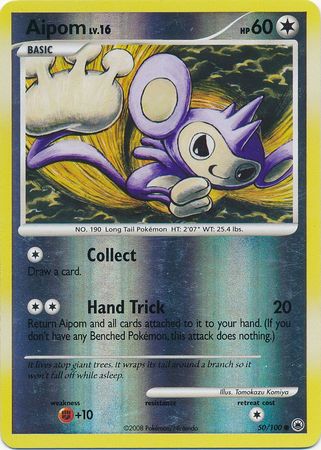 Aipom LV.16 HP 60
BASIC
NO. 190 Long Tail Pokémon HT: 2'07" WT: 25.4 lbs.
Collect
Draw a card.
Hand Trick 20
Return Aipom and all cards attached to it to your hand. (If you
don't have any Benched Pokémon, this attack does nothing.)
It lives atop giant trees. It wraps its tail around a branch so it
won't fall off while asleep.
Illus. Tomokazu Komiya
weakness resistance retreat cost
+10
©2008 Pokémon/Nintendo 50/100